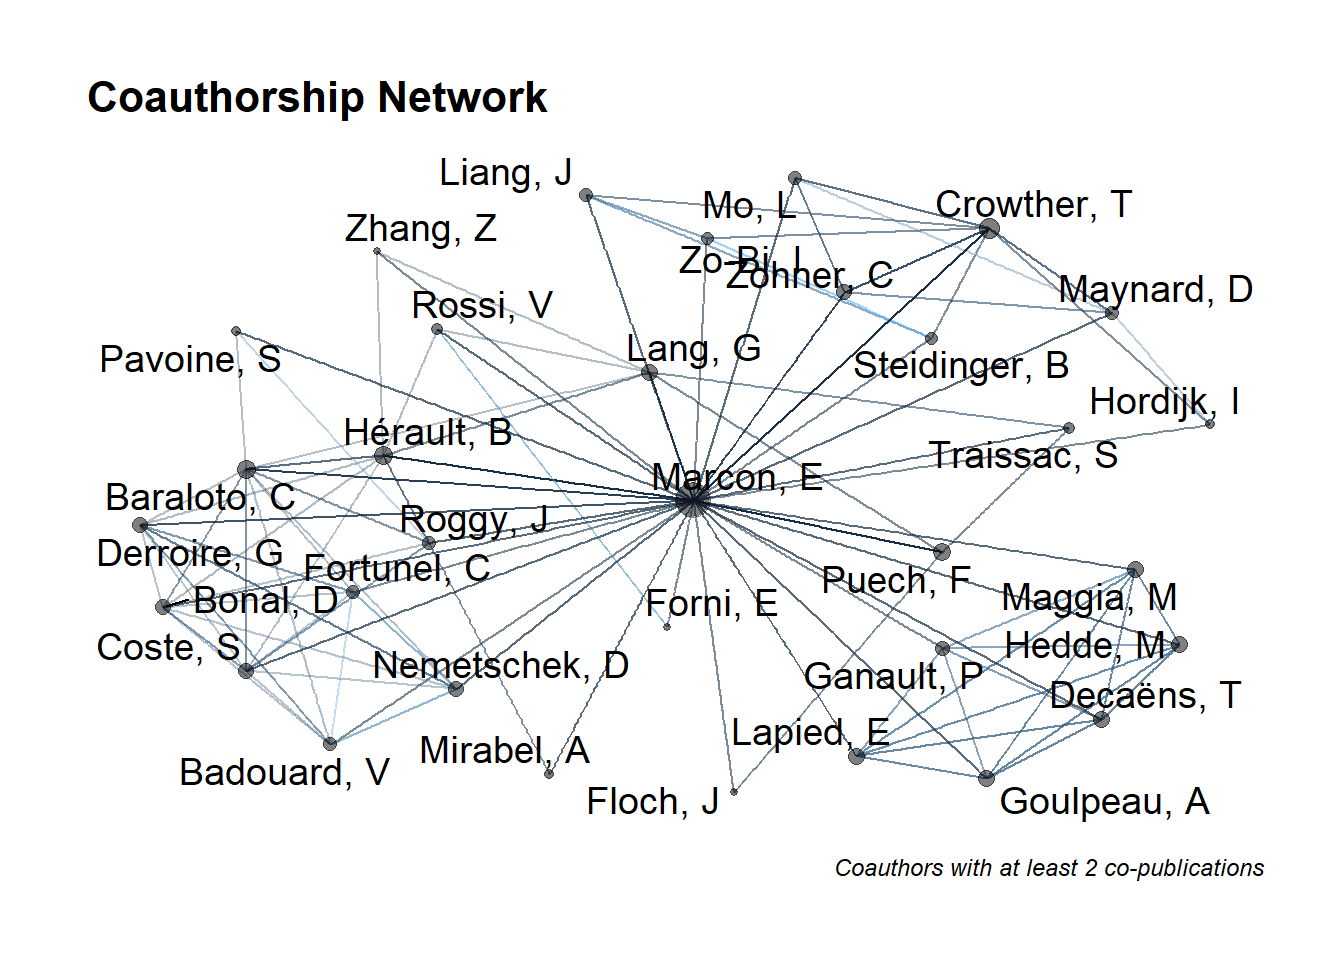 Coauthorship Network
Liang, J
Mo, L
Crowther, T
Zhang, Z
Zo-Bi, I
Zohner, C
Maynard, D
Rossi, V
Lang, G
Pavoine, S
Steidinger, B
Hordijk, I
Hérault, B
Traissac, S
Marcon, E
Baraloto, C
Roggy, J
Derroire, G
Fortunel, C
Puech, F
Bonal, D
Forni, E
Maggia, M
Coste, S
Hedde, M
Nemetschek, D
Ganault, P
Decaëns, T
Lapied, E
Mirabel, A
Badouard, V
Floch, J
Goulpeau, A
Coauthors with at least 2 co-publications